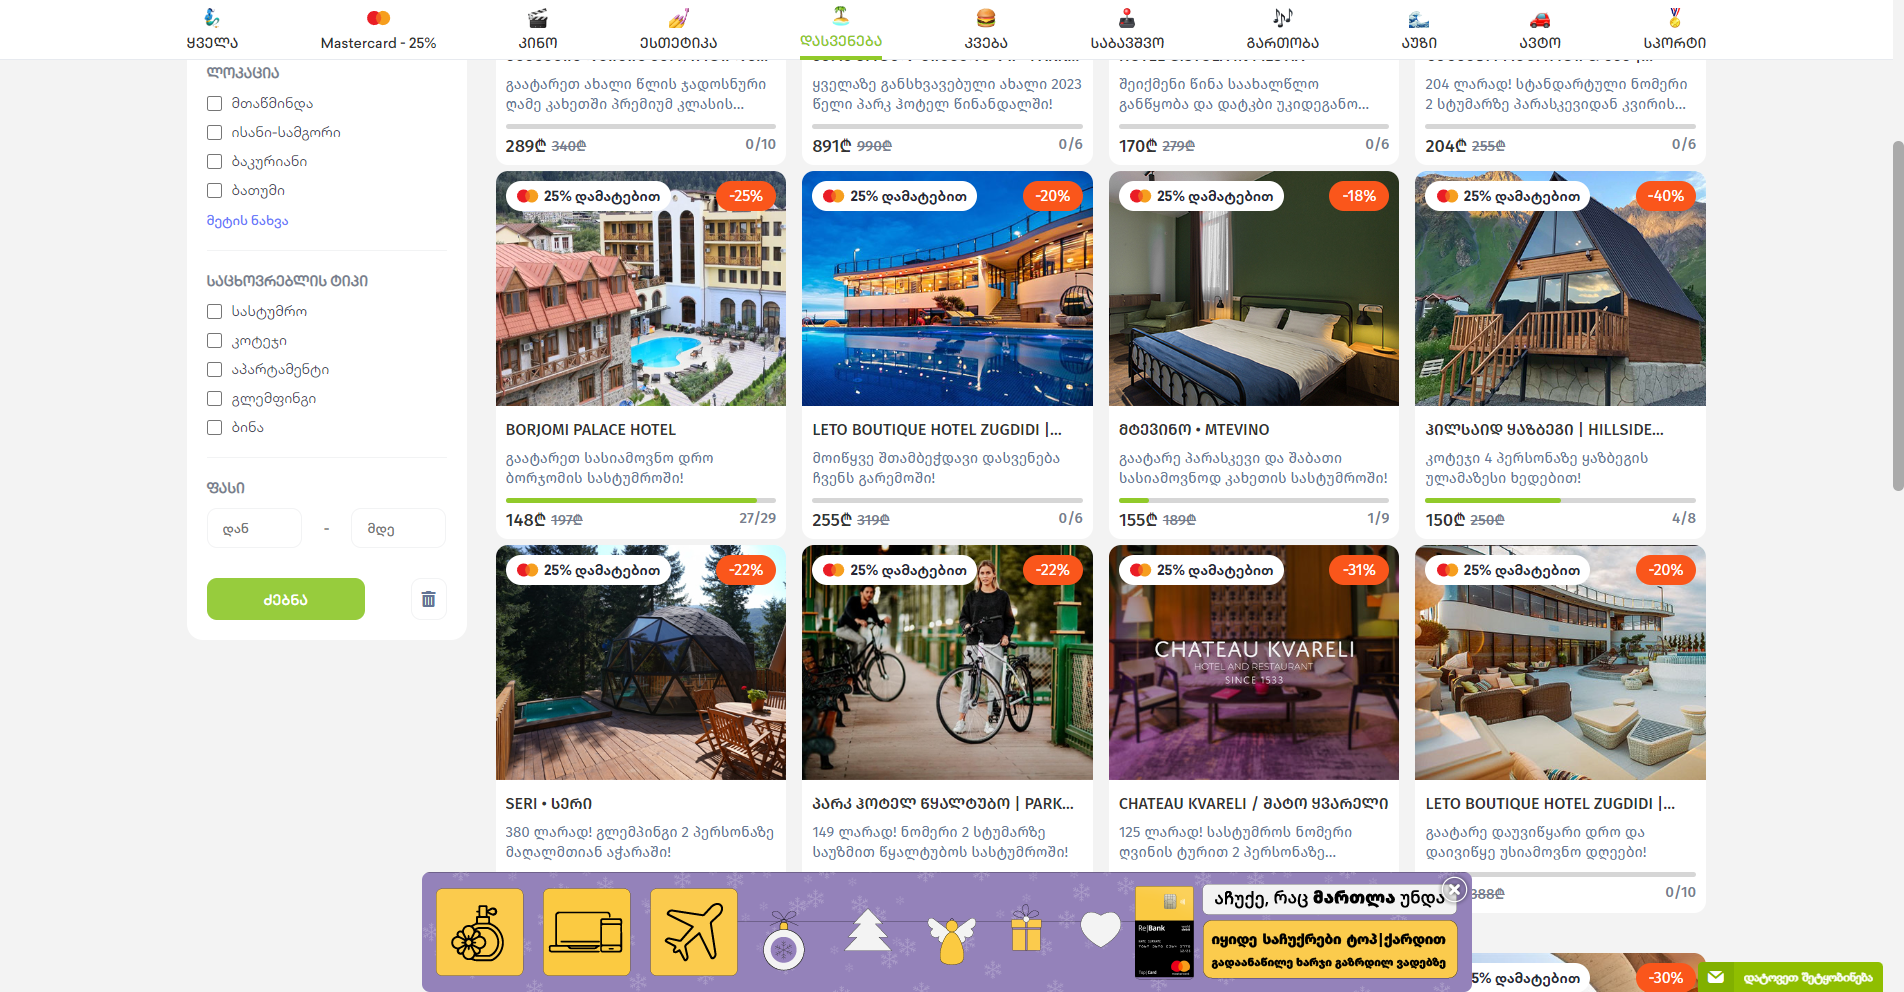 ყველა
Mastercard - 25%
კინო
ესთეტიკა
დასვენება
კვება
საბავშვო
გართობა
აუზი
ავტო
სპორტი
ლოკაცია
მთაწმინდა
ისანი-სამგორი
ბაკურიანი
ბათუმი
მეტის ნახვა
საცხოვრებლის ტიპი
სასტუმრო
კოტეჯი
აპარტამენტი
გლემფინგი
ბინა
ფასი
დან
-
მდე
ძებნა
გაატარეთ ახალი წლის ჯადოსნური
ღამე კახეთში პრემიუმ კლასის...
289₾ 340₾
0/10
ყველაზე განსხვავებული ახალი 2023
წელი პარკ ჰოტელ წინანდალში!
891₾ 990₾
0/6
შეიქმენი წინა საახალწლო
განწყობა და დატკბი უკიდეგანო...
170₾ 279₾
0/6
204 ლარად! სტანდარტული ნომერი
2 სტუმარზე პარასკევიდან კვირის...
204₾ 255₾
0/6
25% დამატებით
-25%
BORJOMI PALACE HOTEL
გაატარეთ სასიამოვნო დრო
ბორჯომის სასტუმროში!
148₾ 197₾
27/29
25% დამატებით
-20%
LETO BOUTIQUE HOTEL ZUGDIDI |...
მოიწყვე შთამბეჭდავი დასვენება
ჩვენს გარემოში!
255₾ 319₾
0/6
25% დამატებით
-18%
მტევინო • MTEVINO
გაატარე პარასკევი და შაბათი
სასიამოვნოდ კახეთის სასტუმროში!
155₾ 189₾
1/9
25% დამატებით
-40%
ჰილსაიდ ყაზბეგი | HILLSIDE...
კოტეჯი 4 პერსონაზე ყაზბეგის
ულამაზესი ხედებით!
150₾ 250₾
4/8
25% დამატებით
-22%
SERI • სერი
380 ლარად! გლემპინგი 2 პერსონაზე
მაღალმთიან აჭარაში!
25% დამატებით
-22%
პარკ ჰოტელ წყალტუბო | PARK...
149 ლარად! ნომერი 2 სტუმარზე
საუზმით წყალტუბოს სასტუმროში!
25% დამატებით
-31%
CHATEAU KVARELI
HOTEL AND RESTAURANT
SINCE 1533
CHATEAU KVARELI / შატო ყვარელი
125 ლარად! სასტუმროს ნომერი
ღვინის ტურით 2 პერსონაზე...
25% დამატებით
-20%
LETO BOUTIQUE HOTEL ZUGDIDI |...
გაატარე დაუვიწყარი დრო და
დაივიწყე უსიამოვნო დღეები!
388₾
0/10
Re|Bank
აჩუქე, რაც მართლა უნდა
იყიდე საჩუქრები ტოპ|ქარდით
გადაანაწილე ხარჯი გაზრდილ ვადებზე
5% დამატებით
-30%
დატოვეთ შეტყობინება